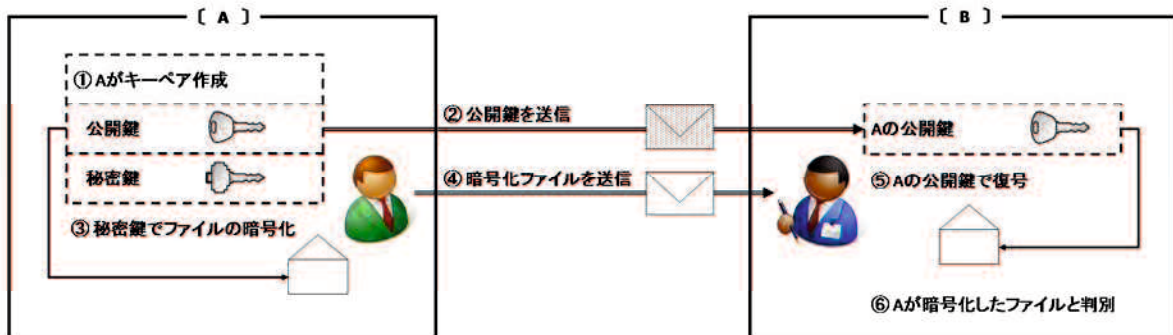 〔 A 〕
〔 B 〕
① Aがキーペア作成
公開鍵
秘密鍵
③ 秘密鍵でファイルの暗号化
② 公開鍵を送信
④ 暗号化ファイルを送信
Aの公開鍵
⑤ Aの公開鍵で復号
⑥ Aが暗号化したファイルと判別